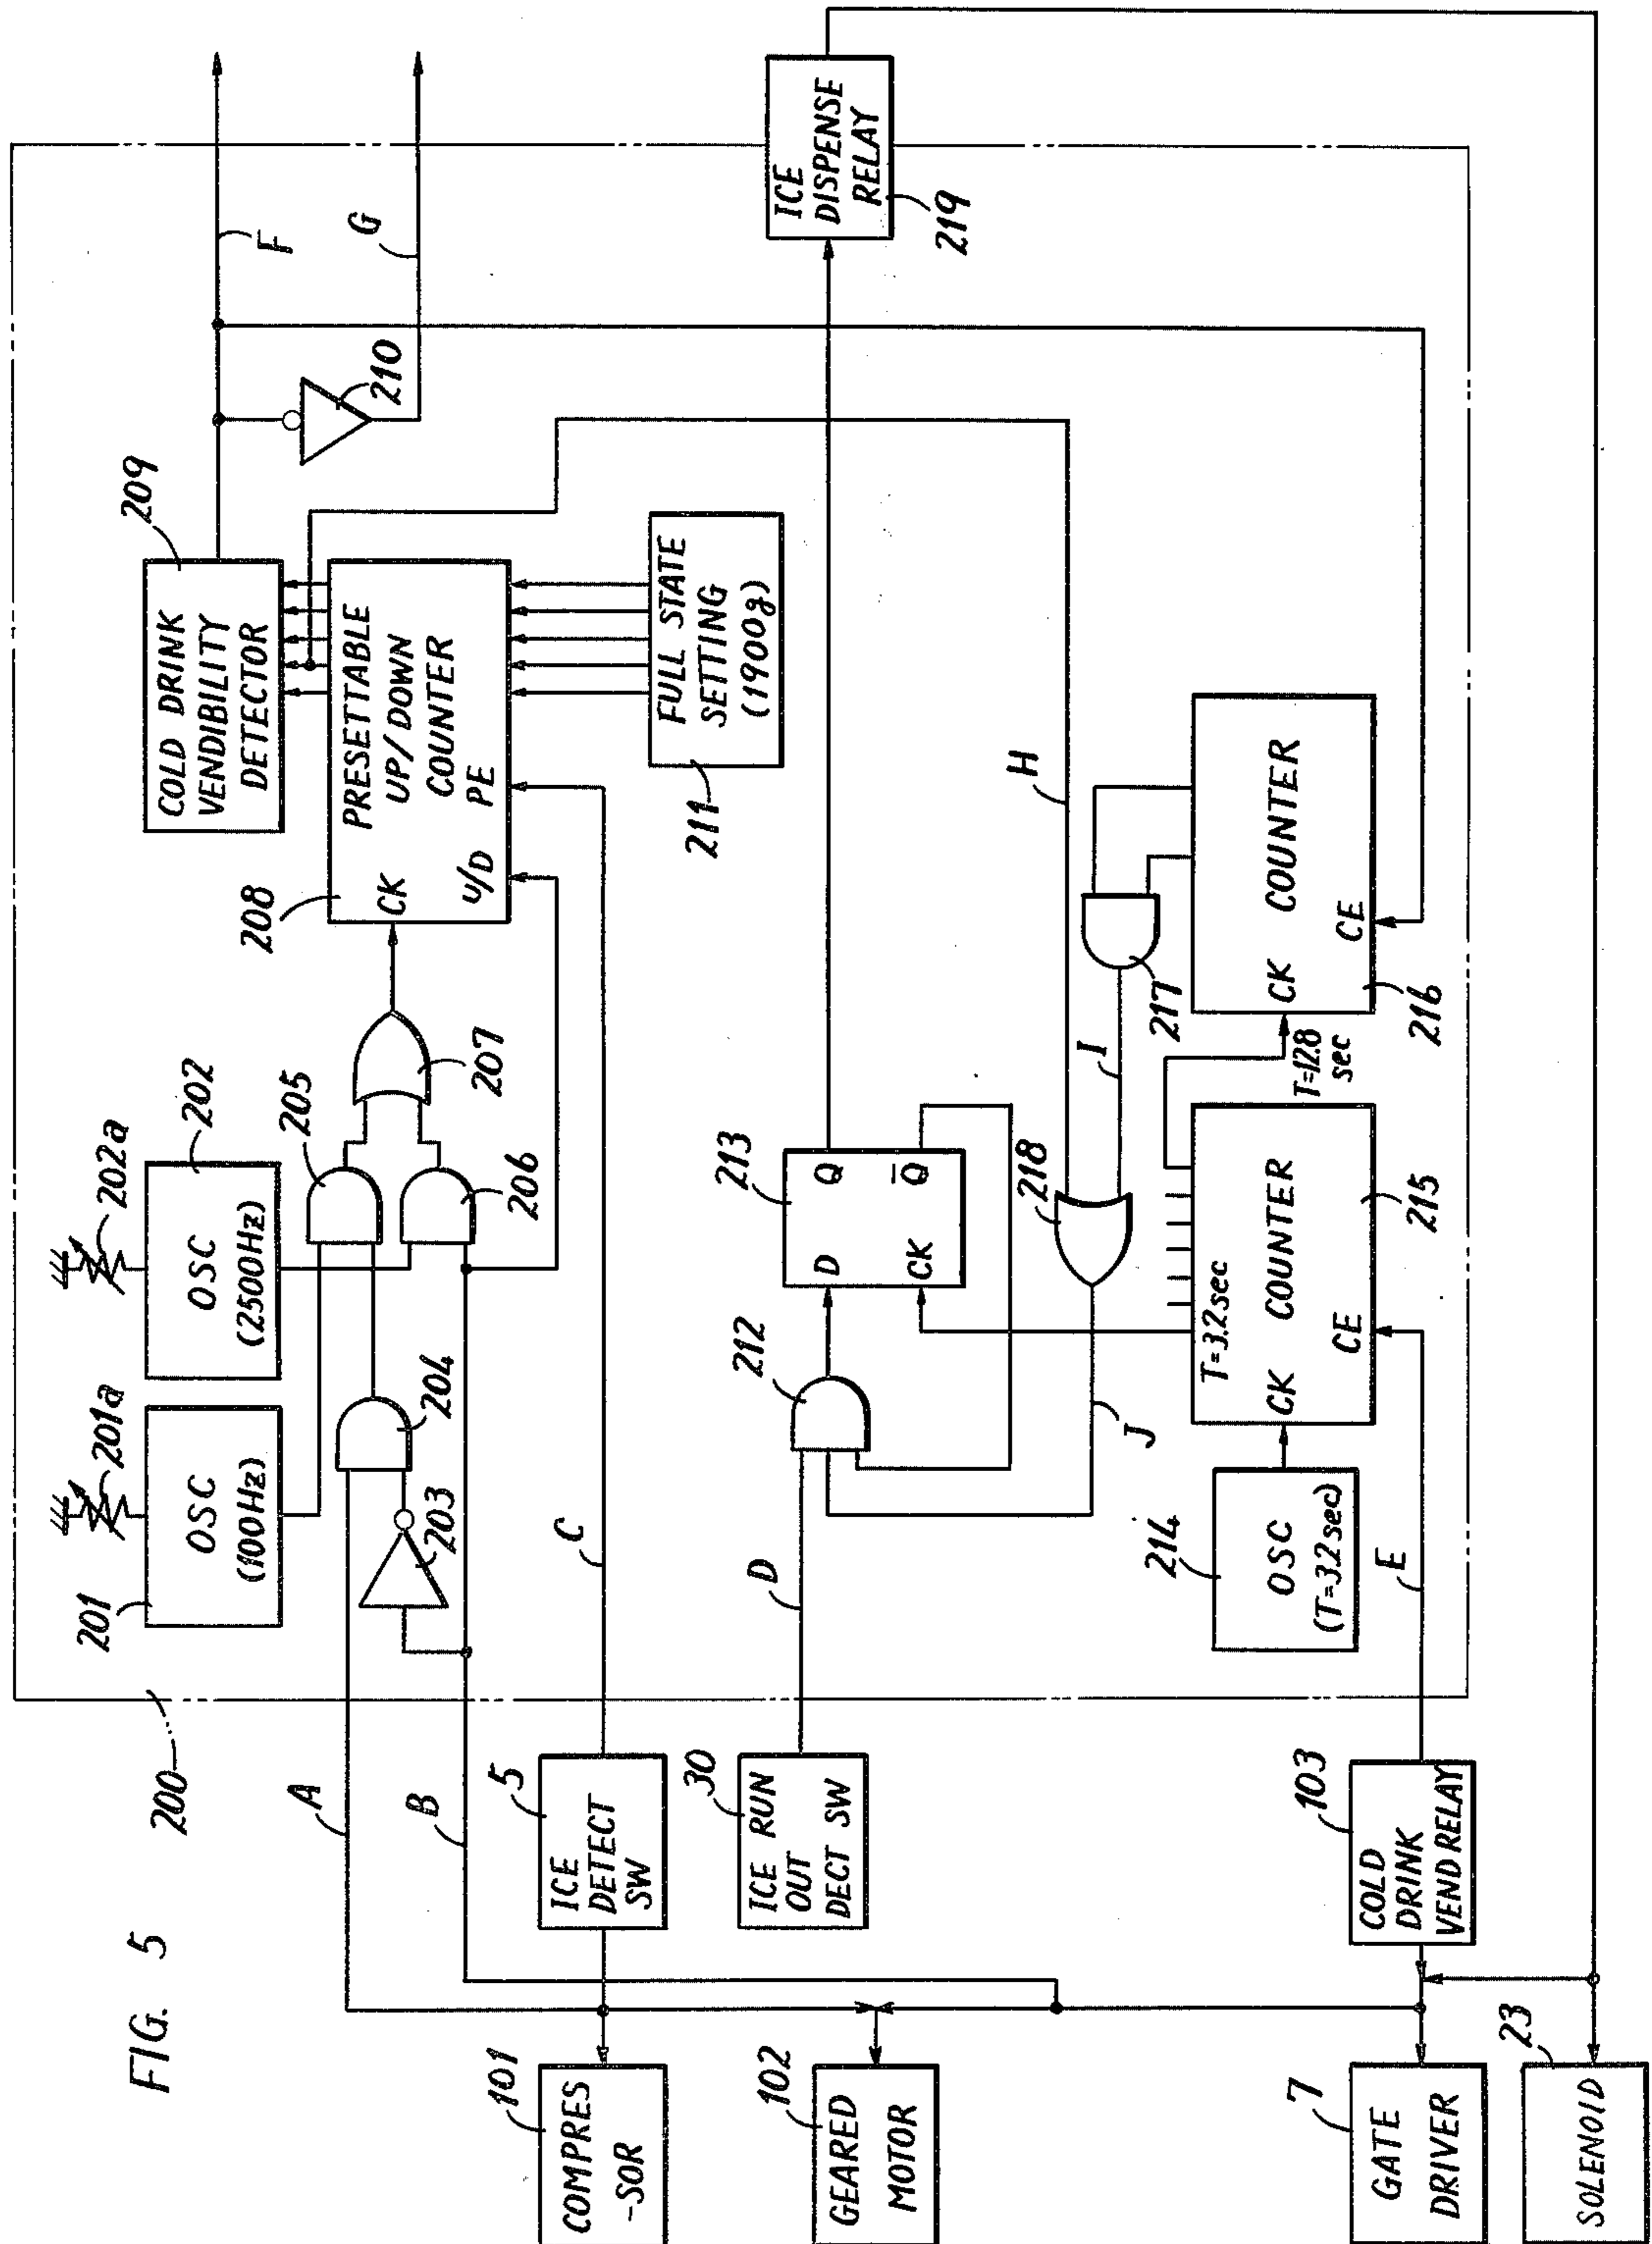 FIG. 5
200
A
B
C
D
E
F
G
H
I
J
101
COMPRES
-SOR
102
GEARED
MOTOR
7
GATE
DRIVER
23
SOLENOID
5
ICE
DETECT
SW
30
ICE RUN
OUT
DECT SW
103
COLD
DRINK
VEND RELAY
201
201a
OSC
(100Hz)
202
202a
OSC
(2500Hz)
203
204
205
206
207
208
PRESETTABLE
UP/DOWN
COUNTER
CK
U/D
PE
209
COLD DRINK
VENDIBILITY
DETECTOR
210
211
FULL STATE
SETTING
(1900g)
212
213
D
Q
CK
Q̅
214
OSC
(T=3.2sec)
T=3.2sec
CK COUNTER
CE
215
T=12.8
sec
CK COUNTER
CE
216
217
218
219
ICE
DISPENSE
RELAY